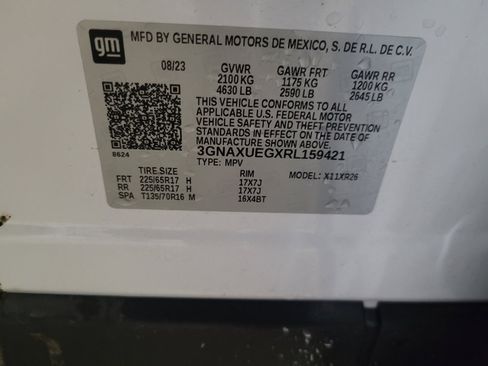 gm
MFD BY GENERAL MOTORS DE MEXICO, S. DE R.L. DE C.V.
08/23 GVWR GAWR FRT GAWR RR
2100 KG 1175 KG 1200 KG
4630 LB 2590 LB 2645 LB
THIS VEHICLE CONFORMS TO ALL
APPLICABLE U.S. FEDERAL MOTOR
VEHICLE SAFETY AND THEFT PREVENTION
STANDARDS IN EFFECT ON THE DATE OF
MANUFACTURE SHOWN ABOVE.
8624 3GNAXUEGXRL159421
TYPE: MPV
TIRE.SIZE RIM MODEL: X11XR26
FRT 225/65R17 H 17X7J
RR 225/65R17 H 17X7J
SPA T135/70R16 M 16X4BT